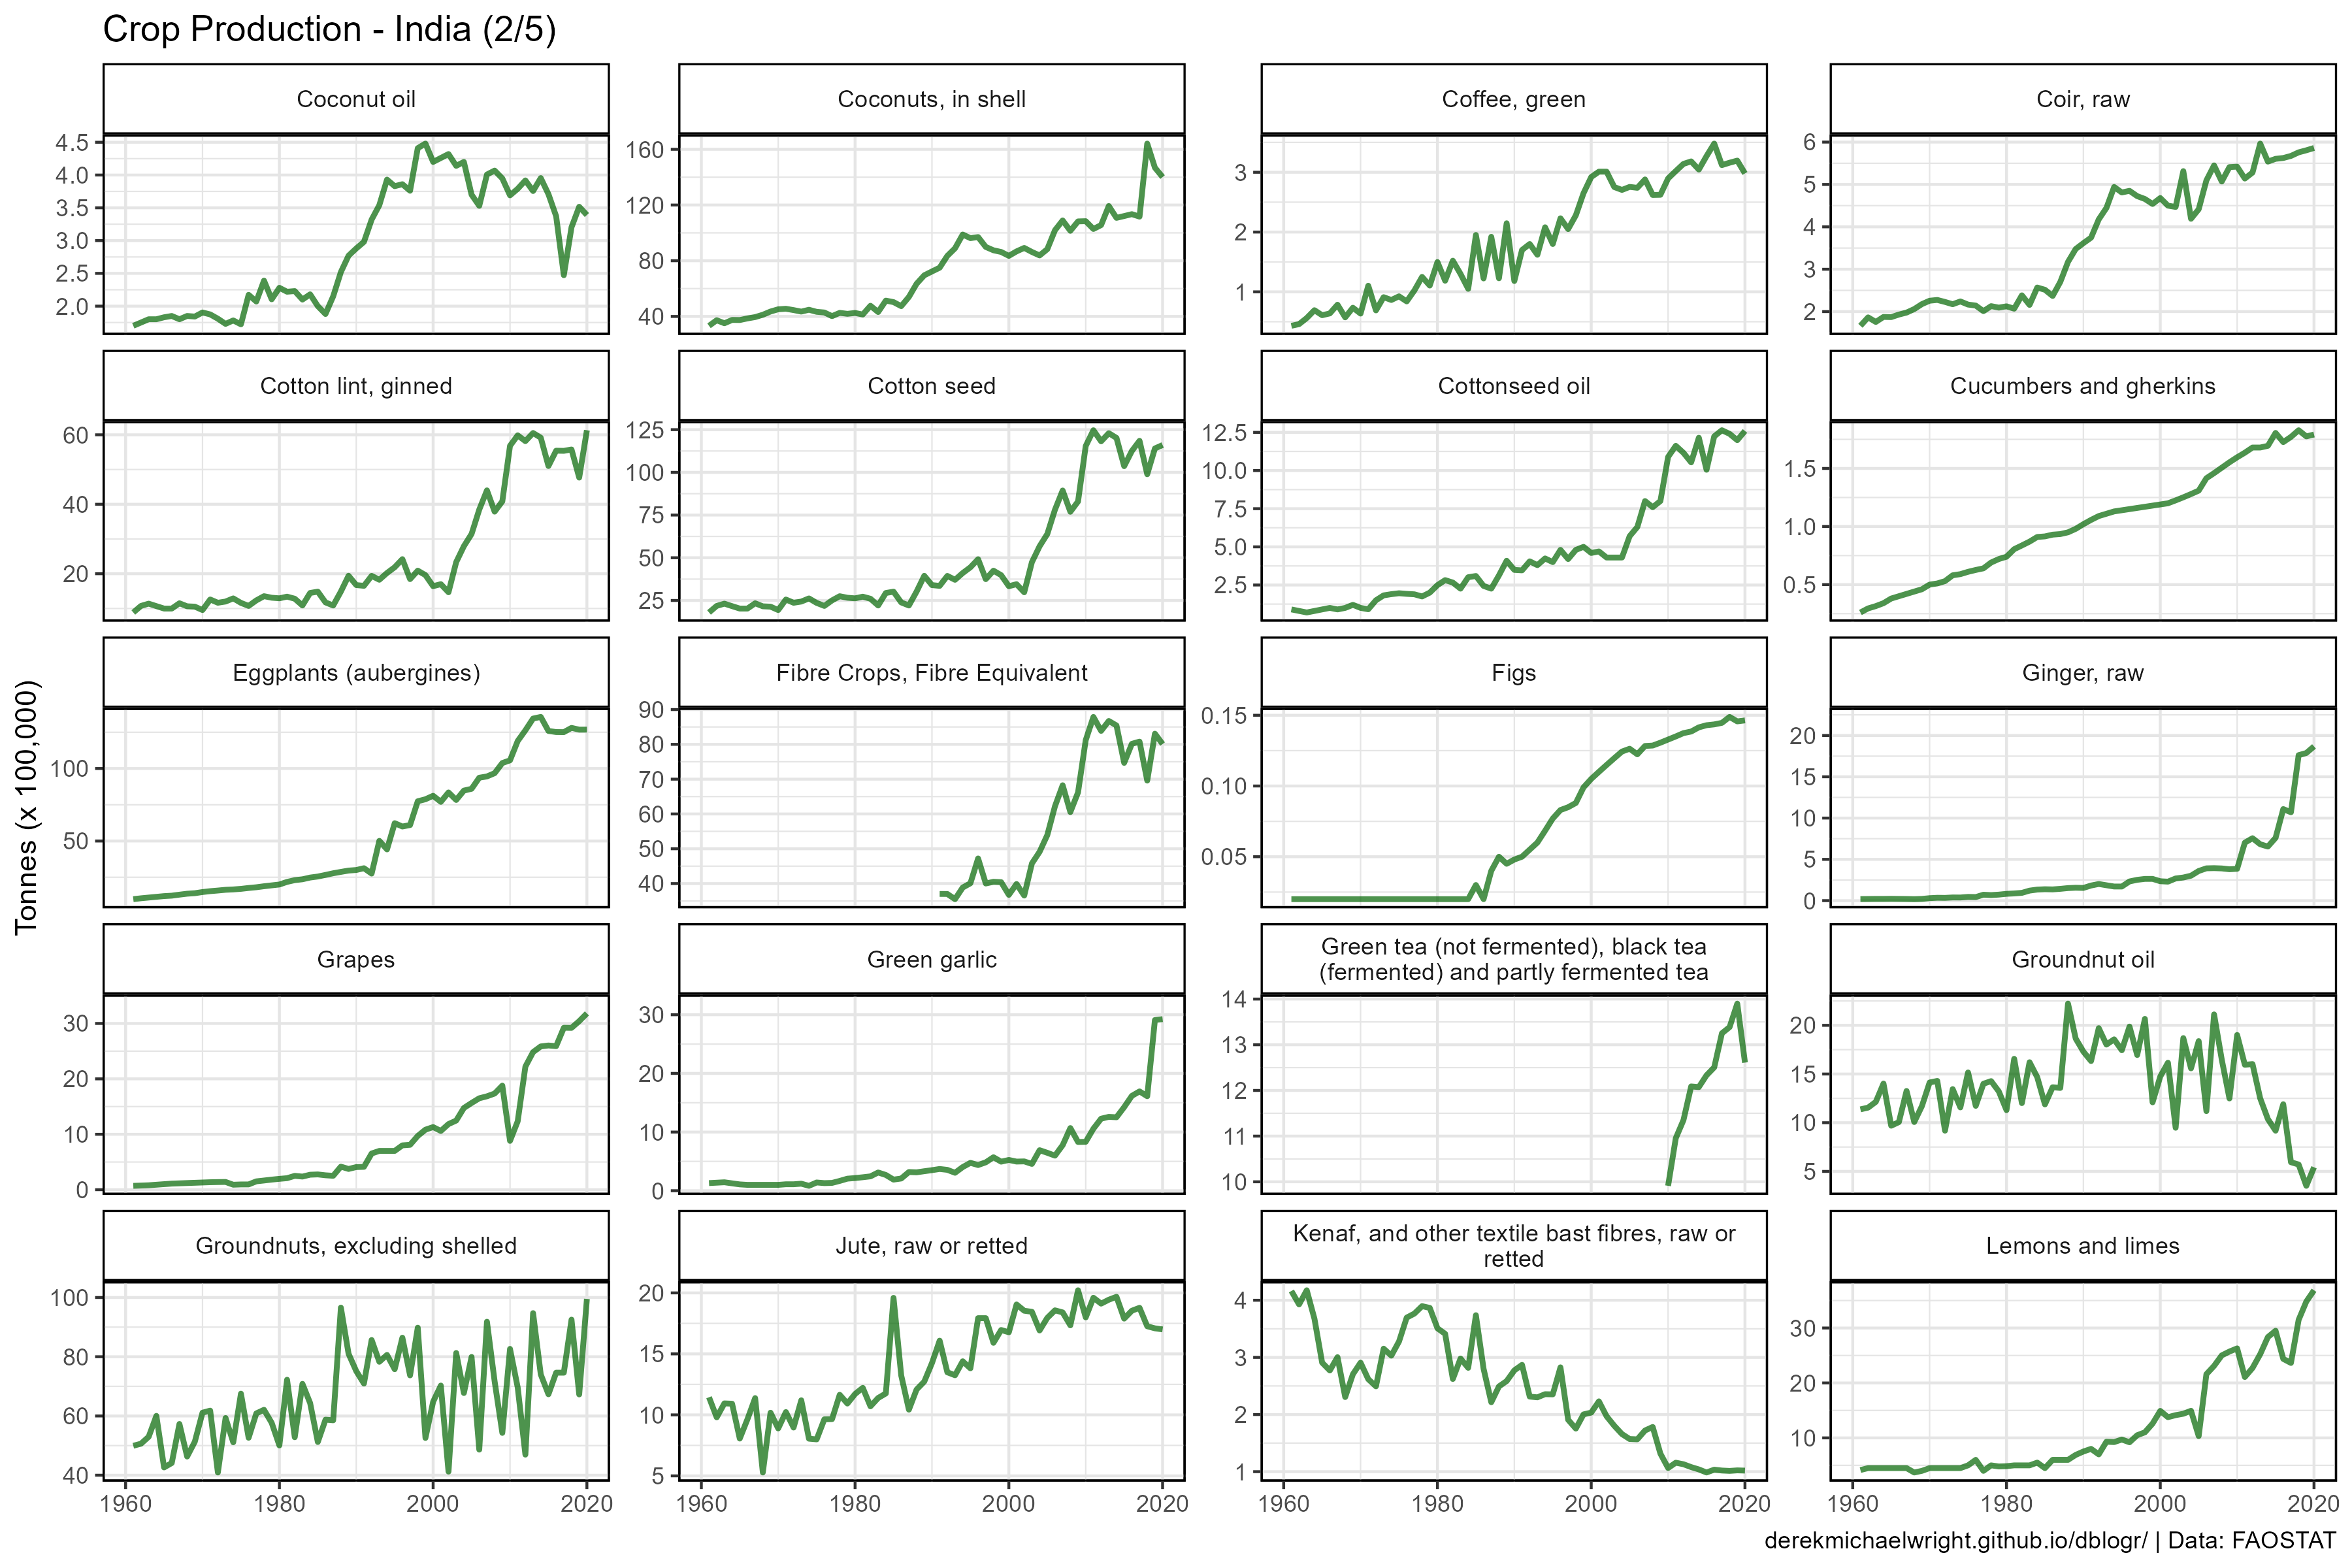 Crop Production - India (2/5)
Tonnes (x 100,000)
Coconut oil
4.5
4.0
3.5
3.0
2.5
2.0
Coconuts, in shell
160
120
80
40
Coffee, green
3
2
1
Coir, raw
6
5
4
3
2
Cotton lint, ginned
60
40
20
Cotton seed
125
100
75
50
25
Cottonseed oil
12.5
10.0
7.5
5.0
2.5
Cucumbers and gherkins
1.5
1.0
0.5
Eggplants (aubergines)
100
50
Fibre Crops, Fibre Equivalent
90
80
70
60
50
40
Figs
0.15
0.10
0.05
Ginger, raw
20
15
10
5
0
Grapes
30
20
10
0
Green garlic
30
20
10
0
Green tea (not fermented), black tea
(fermented) and partly fermented tea
14
13
12
11
10
Groundnut oil
20
15
10
5
Groundnuts, excluding shelled
100
80
60
40
1960 1980 2000 2020
Jute, raw or retted
20
15
10
5
1960 1980 2000 2020
Kenaf, and other textile bast fibres, raw or
retted
4
3
2
1
1960 1980 2000 2020
Lemons and limes
30
20
10
1960 1980 2000 2020
derekmichaelwright.github.io/dblogr/ | Data: FAOSTAT